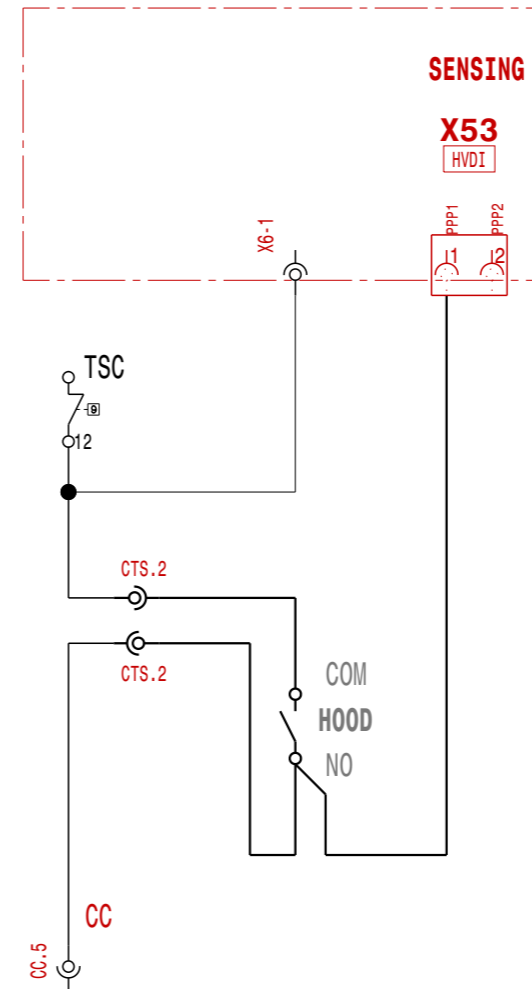 SENSING
X53
HVDI
PPP1
PPP2
X6-1
1
2
TSC
9
12
CTS.2
CTS.2
COM
HOOD
NO
CC
CC.5